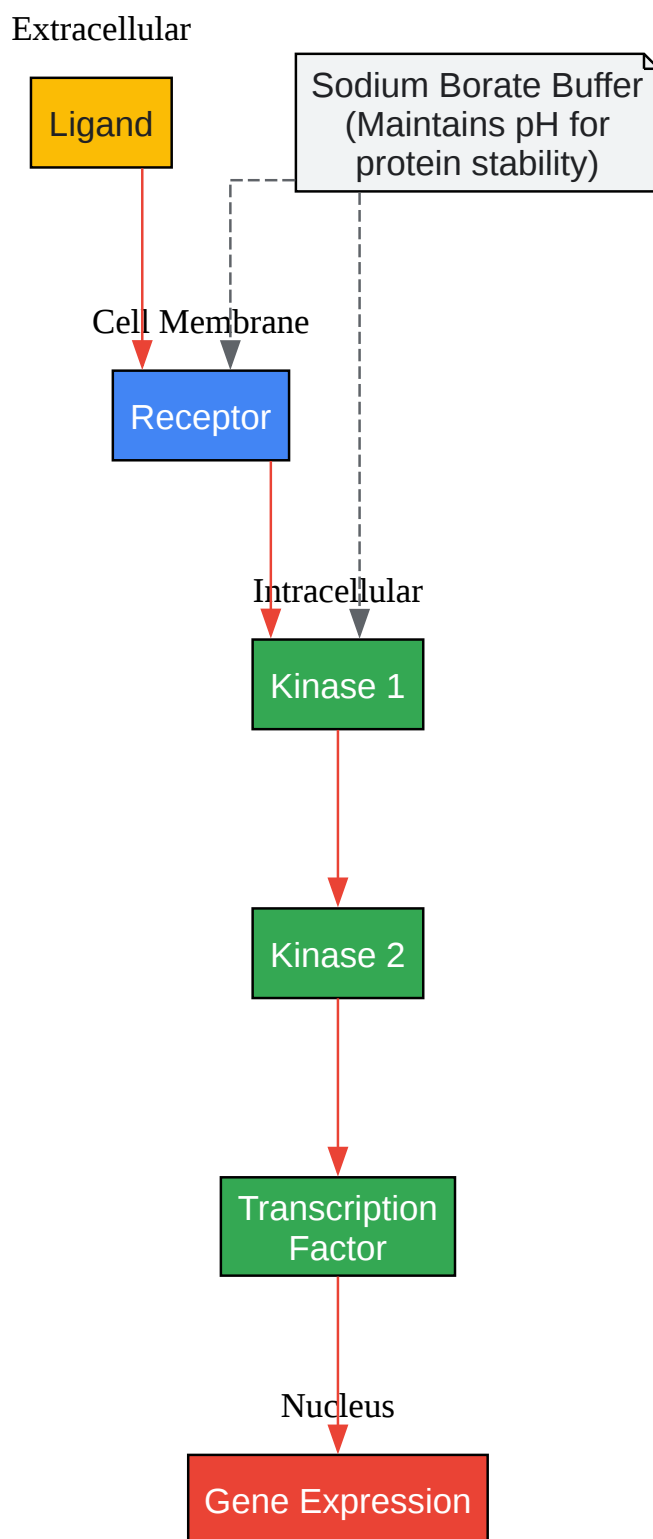 Extracellular
Ligand
Sodium Borate Buffer
(Maintains pH for
protein stability)
Cell Membrane
Receptor
Intracellular
Kinase 1
Kinase 2
Transcription
Factor
Nucleus
Gene Expression